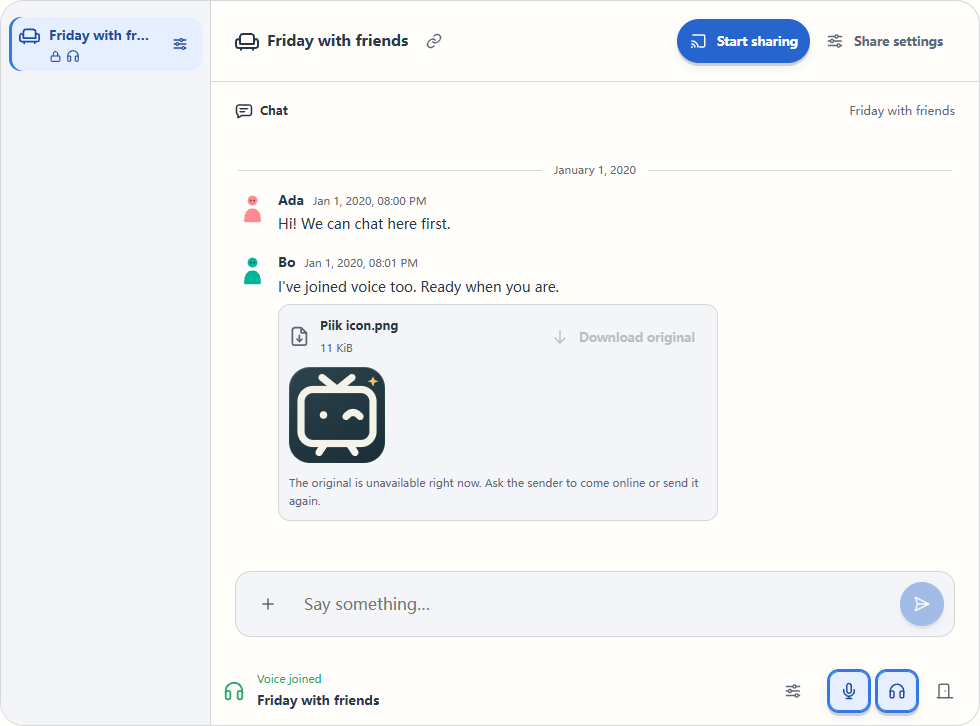 Friday with fr...
Friday with friends
Start sharing
Share settings
Chat
Friday with friends
January 1, 2020
Ada Jan 1, 2020, 08:00 PM
Hi! We can chat here first.
Bo Jan 1, 2020, 08:01 PM
I've joined voice too. Ready when you are.
Piik icon.png
11 KiB
Download original
The original is unavailable right now. Ask the sender to come online or send it
again.
Say something...
Voice joined
Friday with friends